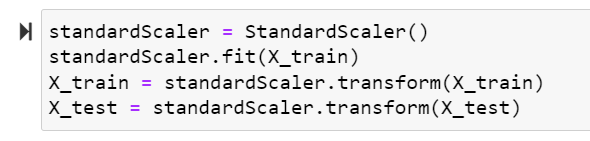 standardScaler = StandardScaler()
standardScaler.fit(X_train)
X_train = standardScaler.transform(X_train)
X_test = standardScaler.transform(X_test)